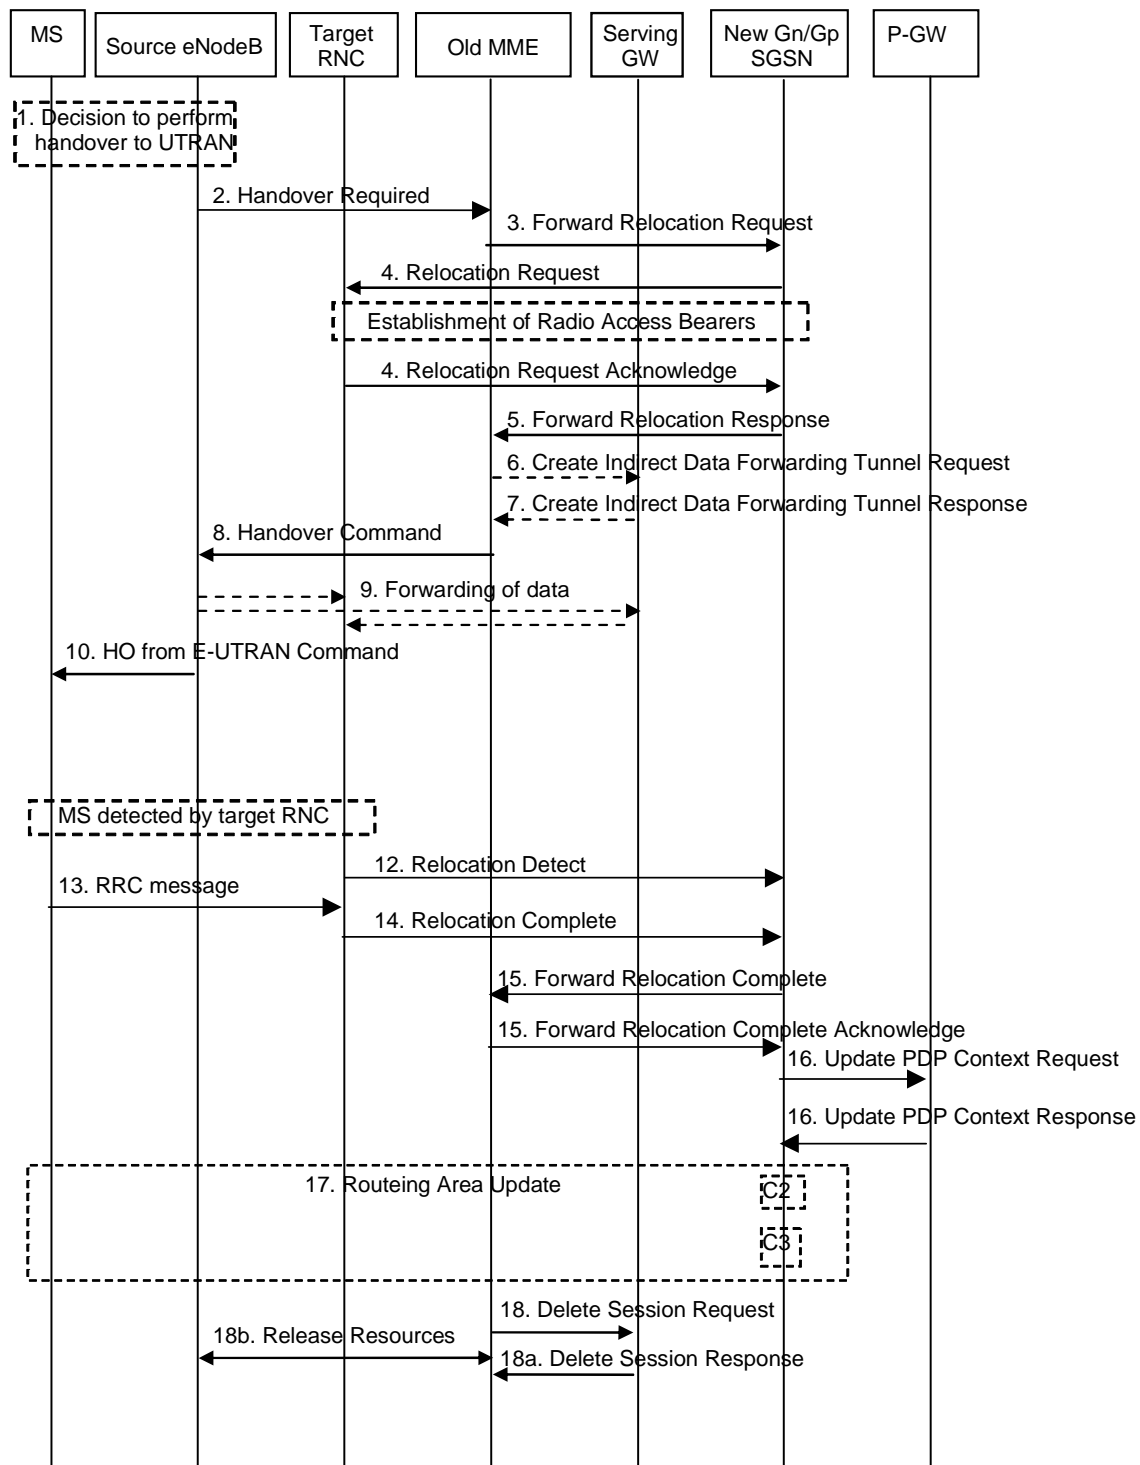 MS
Source eNodeB
Target
RNC
Old MME
Serving
GW
New Gn/Gp
SGSN
P-GW
1. Decision to perform
handover to UTRAN
2. Handover Required
3. Forward Relocation Request
4. Relocation Request
Establishment of Radio Access Bearers
4. Relocation Request Acknowledge
5. Forward Relocation Response
6. Create Indirect Data Forwarding Tunnel Request
7. Create Indirect Data Forwarding Tunnel Response
8. Handover Command
9. Forwarding of data
10. HO from E-UTRAN Command
MS detected by target RNC
12. Relocation Detect
13. RRC message
14. Relocation Complete
15. Forward Relocation Complete
15. Forward Relocation Complete Acknowledge
16. Update PDP Context Request
16. Update PDP Context Response
17. Routeing Area Update
C2
C3
18. Delete Session Request
18b. Release Resources
18a. Delete Session Response